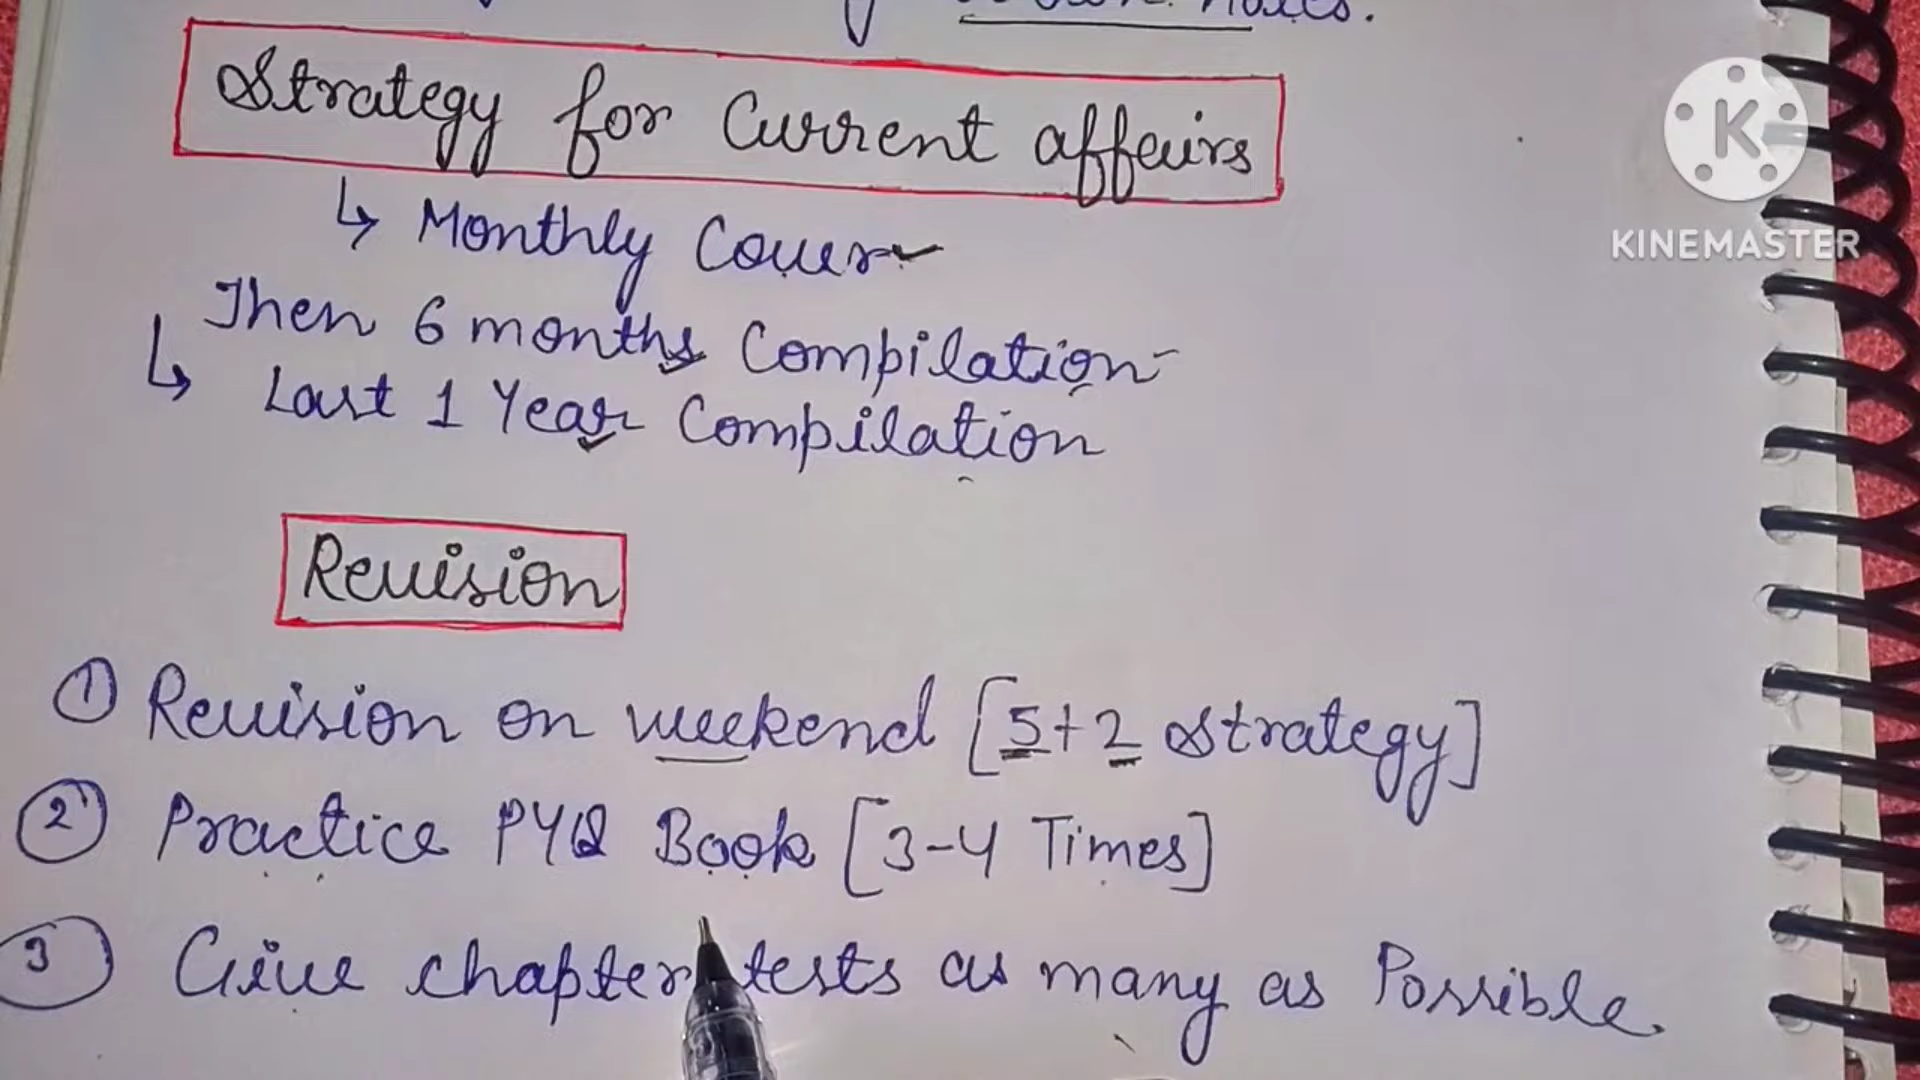 notes.
Strategy for Current affairs
K
KINEMASTER
↳ Monthly Cover
Then 6 months Compilation
↳ Last 1 Year Compilation
Revision
① Revision on weekend [5+2 Strategy]
② Practice PYQ Book [3-4 Times]
③ Give chapter tests as many as Possible.